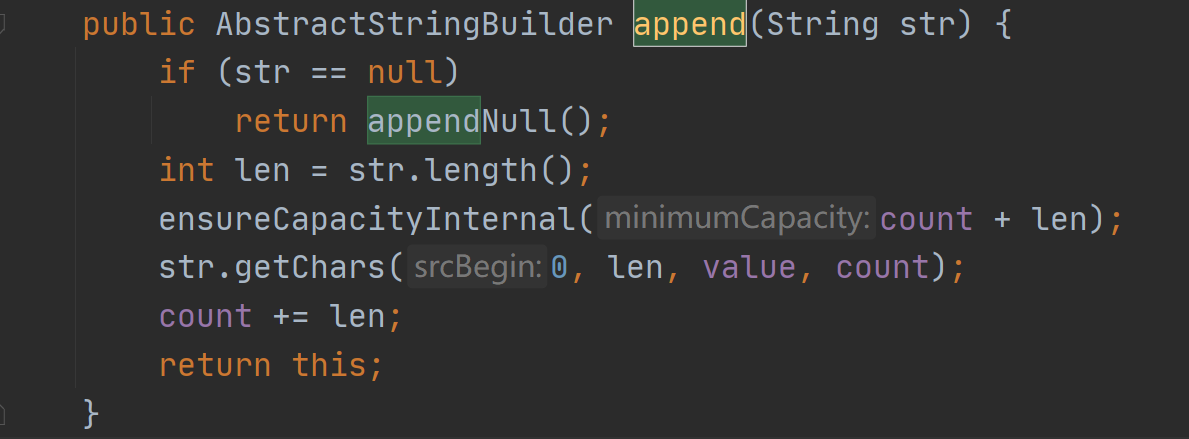 public AbstractStringBuilder append(String str) {
if (str == null)
return appendNull();
int len = str.length();
ensureCapacityInternal( minimumCapacity: count + len);
str.getChars( srcBegin: 0, len, value, count);
count += len;
return this;
}